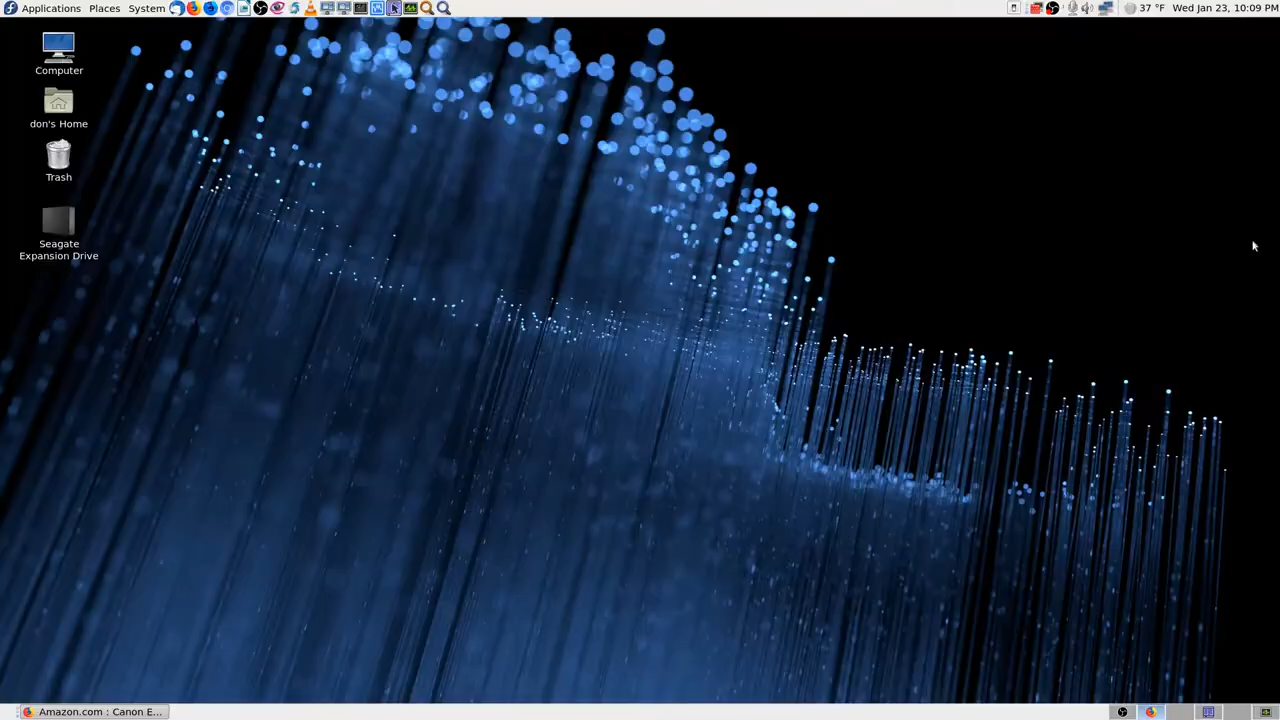 Applications Places System 37 °F Wed Jan 23, 10:09 PM
Computer
don's Home
Trash
Seagate
Expansion Drive
Amazon.com : Canon E...